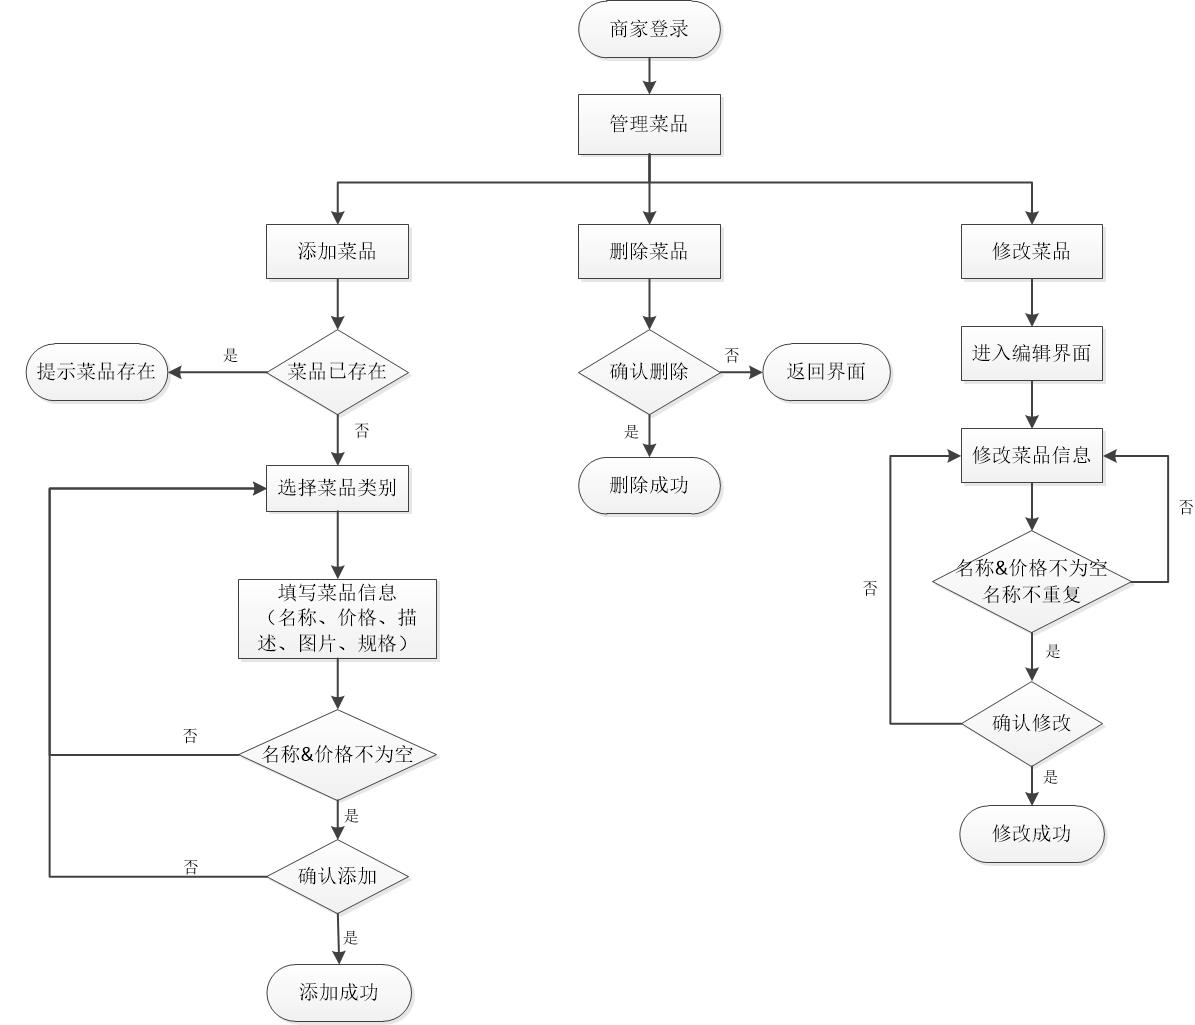 商家登录
管理菜品
添加菜品
删除菜品
修改菜品
进入编辑界面
是
否
提示菜品存在
菜品已存在
确认删除
返回界面
否
是
修改菜品信息
选择菜品类别
删除成功
否
名称&价格不为空
名称不重复
否
填写菜品信息
（名称、价格、描
述、图片、规格）
是
否
名称&价格不为空
确认修改
是
是
修改成功
否
确认添加
是
添加成功